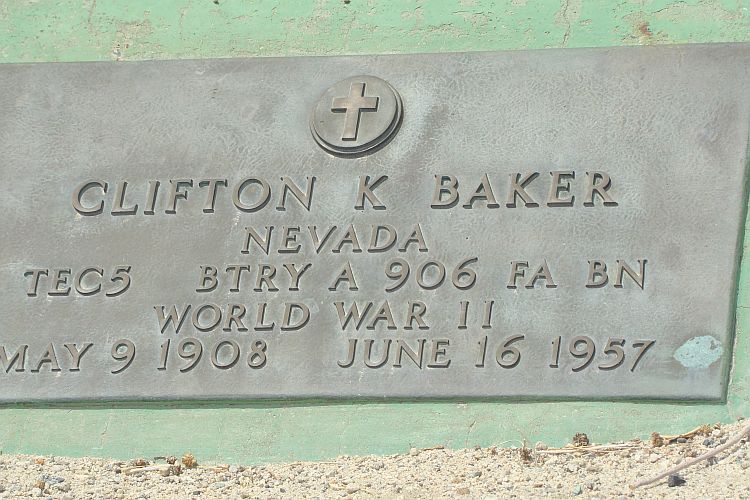 CLIFTON K BAKER
NEVADA
TEC5 BTRY A 906 FA BN
WORLD WAR II
MAY 9 1908 JUNE 16 1957